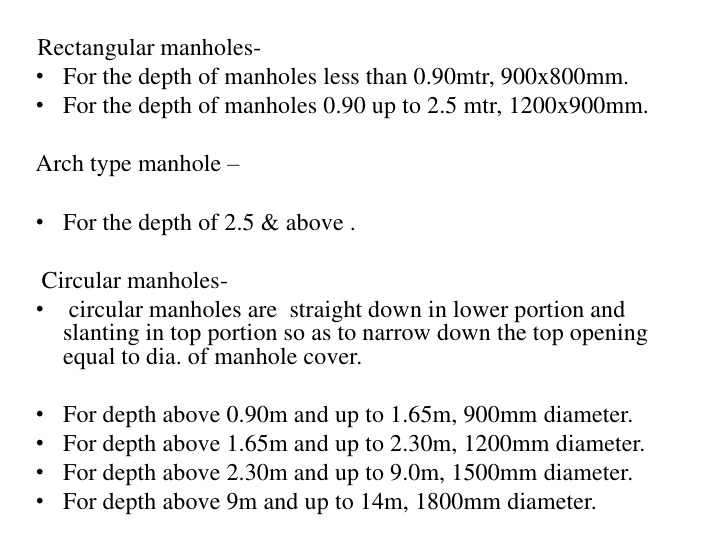 Rectangular manholes-
• For the depth of manholes less than 0.90mtr, 900x800mm.
• For the depth of manholes 0.90 up to 2.5 mtr, 1200x900mm.
Arch type manhole –
• For the depth of 2.5 & above .
Circular manholes-
• circular manholes are  straight down in lower portion and
slanting in top portion so as to narrow down the top opening
equal to dia. of manhole cover.
• For depth above 0.90m and up to 1.65m, 900mm diameter.
• For depth above 1.65m and up to 2.30m, 1200mm diameter.
• For depth above 2.30m and up to 9.0m, 1500mm diameter.
• For depth above 9m and up to 14m, 1800mm diameter.